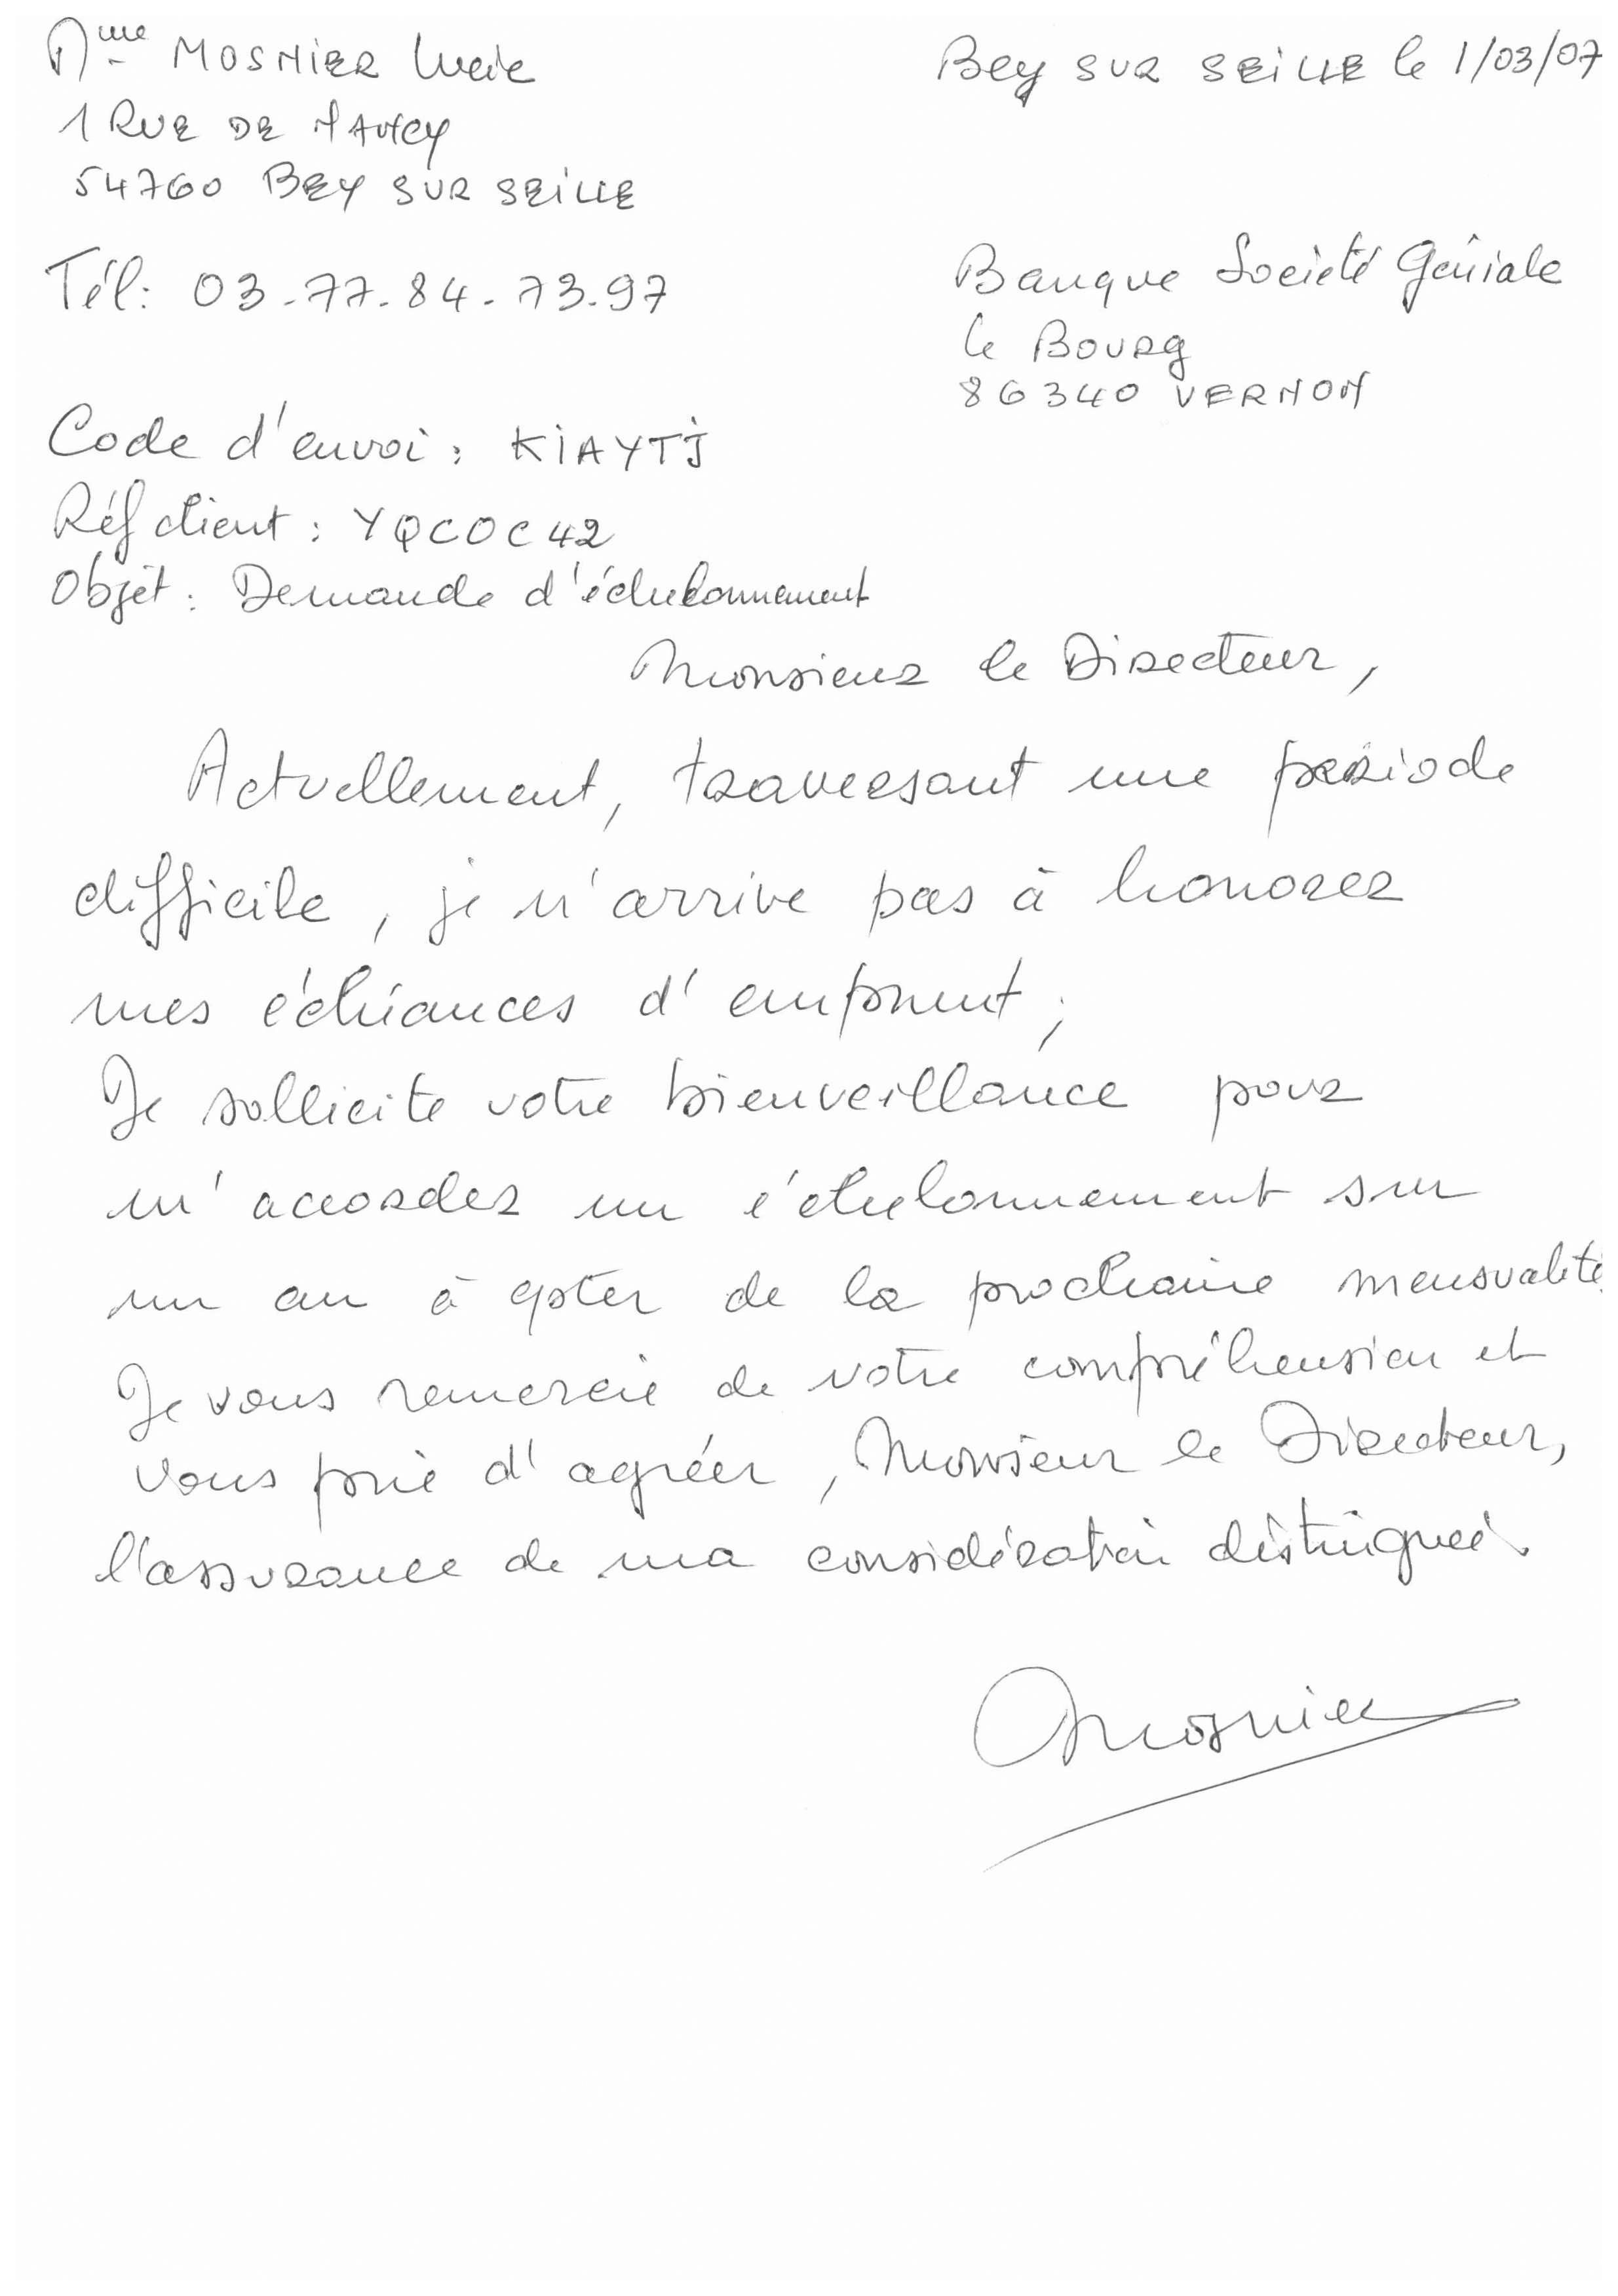 Mme MOSNIER Lucie
1 RUE DE NANCY
54760 BEY SUR SEILLE
Tél: 03-77-84-73-97
Bey SUR SEILLE le 1/03/07
Banque Société Géniale
le Bourg
86340 VERNON
Code d'envoi : KIAYTJ
Réf client : YQCOC42
Objet : Demande d'échelonnement
Monsieur le Directeur,
Actuellement, traversant une période
difficile, je n'arrive pas à honorer
mes échéances d'emprunt,
Je sollicite votre bienveillance pour
m'accorder un échelonnement sur
un an à cpter de la prochaine mensualité.
Je vous remercie de votre compréhension et
vous prie d'agréer, Monsieur le Directeur,
l'assurance de ma considération distinguée.
Mosnier